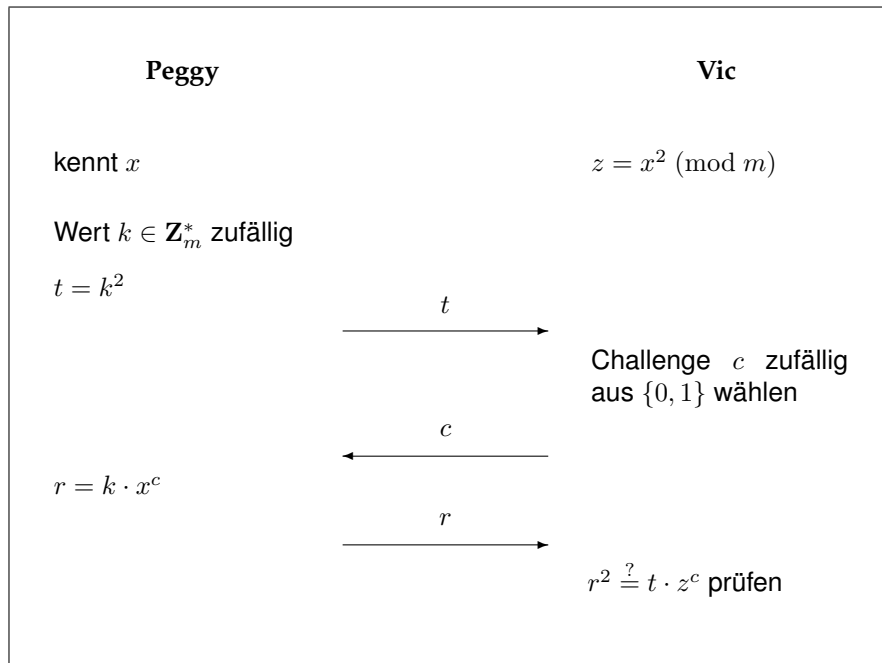 Peggy
Vic
kennt x
z = x² (mod m)
Wert k ∈ Z*ₘ zufällig
t = k²
t
Challenge c zufällig
aus {0, 1} wählen
c
r = k · xᶜ
r
r² ≟ t · zᶜ prüfen